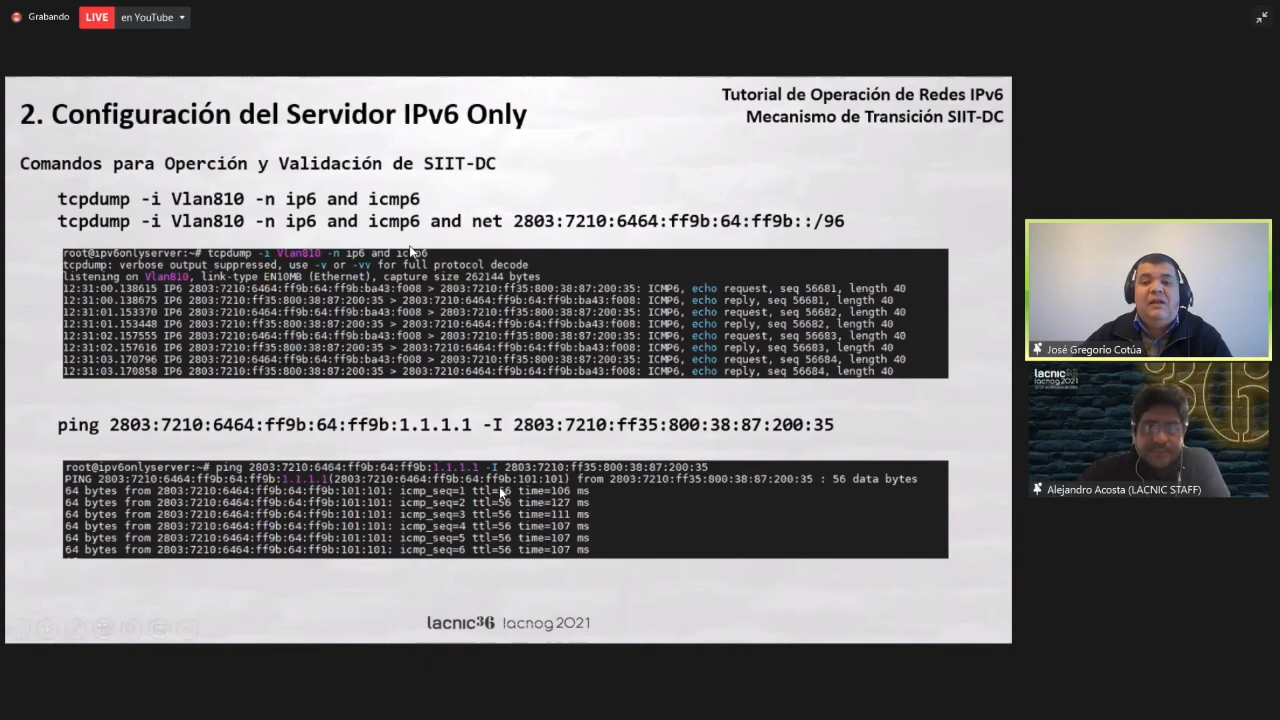 Grabando
LIVE en YouTube
2. Configuración del Servidor IPv6 Only
Tutorial de Operación de Redes IPv6
Mecanismo de Transición SIIT-DC
Comandos para Operción y Validación de SIIT-DC
tcpdump -i Vlan810 -n ip6 and icmp6
tcpdump -i Vlan810 -n ip6 and icmp6 and net 2803:7210:6464:ff9b:64:ff9b::/96
root@ipv6onlyserver:~# tcpdump -i Vlan810 -n ip6 and icmp6
tcpdump: verbose output suppressed, use -v or -vv for full protocol decode
listening on Vlan810, link-type EN10MB (Ethernet), capture size 262144 bytes
12:31:00.138615 IP6 2803:7210:6464:ff9b:64:ff9b:ba43:f008 > 2803:7210:ff35:800:38:87:200:35: ICMP6, echo request, seq 56681, length 40
12:31:00.138675 IP6 2803:7210:ff35:800:38:87:200:35 > 2803:7210:6464:ff9b:64:ff9b:ba43:f008: ICMP6, echo reply, seq 56681, length 40
12:31:01.153370 IP6 2803:7210:6464:ff9b:64:ff9b:ba43:f008 > 2803:7210:ff35:800:38:87:200:35: ICMP6, echo request, seq 56682, length 40
12:31:01.153448 IP6 2803:7210:ff35:800:38:87:200:35 > 2803:7210:6464:ff9b:64:ff9b:ba43:f008: ICMP6, echo reply, seq 56682, length 40
12:31:02.157555 IP6 2803:7210:6464:ff9b:64:ff9b:ba43:f008 > 2803:7210:ff35:800:38:87:200:35: ICMP6, echo request, seq 56683, length 40
12:31:02.157616 IP6 2803:7210:ff35:800:38:87:200:35 > 2803:7210:6464:ff9b:64:ff9b:ba43:f008: ICMP6, echo reply, seq 56683, length 40
12:31:03.170796 IP6 2803:7210:6464:ff9b:64:ff9b:ba43:f008 > 2803:7210:ff35:800:38:87:200:35: ICMP6, echo request, seq 56684, length 40
12:31:03.170858 IP6 2803:7210:ff35:800:38:87:200:35 > 2803:7210:6464:ff9b:64:ff9b:ba43:f008: ICMP6, echo reply, seq 56684, length 40
ping 2803:7210:6464:ff9b:64:ff9b:1.1.1.1 -I 2803:7210:ff35:800:38:87:200:35
root@ipv6onlyserver:~# ping 2803:7210:6464:ff9b:64:ff9b:1.1.1.1 -I 2803:7210:ff35:800:38:87:200:35
PING 2803:7210:6464:ff9b:64:ff9b:1.1.1.1(2803:7210:6464:ff9b:64:ff9b:101:101) from 2803:7210:ff35:800:38:87:200:35 : 56 data bytes
64 bytes from 2803:7210:6464:ff9b:64:ff9b:101:101: icmp_seq=1 ttl=56 time=106 ms
64 bytes from 2803:7210:6464:ff9b:64:ff9b:101:101: icmp_seq=2 ttl=56 time=127 ms
64 bytes from 2803:7210:6464:ff9b:64:ff9b:101:101: icmp_seq=3 ttl=56 time=111 ms
64 bytes from 2803:7210:6464:ff9b:64:ff9b:101:101: icmp_seq=4 ttl=56 time=107 ms
64 bytes from 2803:7210:6464:ff9b:64:ff9b:101:101: icmp_seq=5 ttl=56 time=107 ms
64 bytes from 2803:7210:6464:ff9b:64:ff9b:101:101: icmp_seq=6 ttl=56 time=107 ms
lacnic36 lacnog2021
José Gregorio Cotúa
lacnic
lacnog2021
36
Alejandro Acosta (LACNIC STAFF)